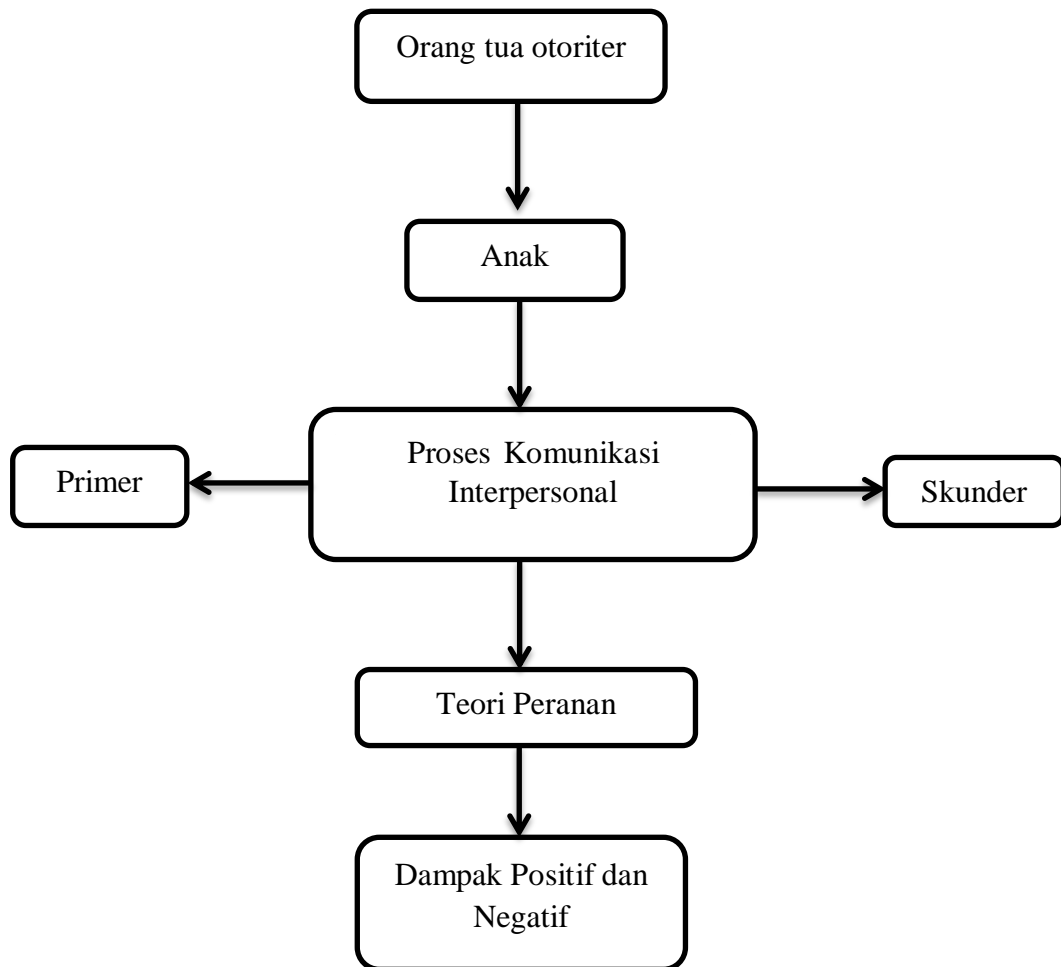 Orang tua otoriter
Anak
Proses Komunikasi
Interpersonal
Primer
Skunder
Teori Peranan
Dampak Positif dan
Negatif